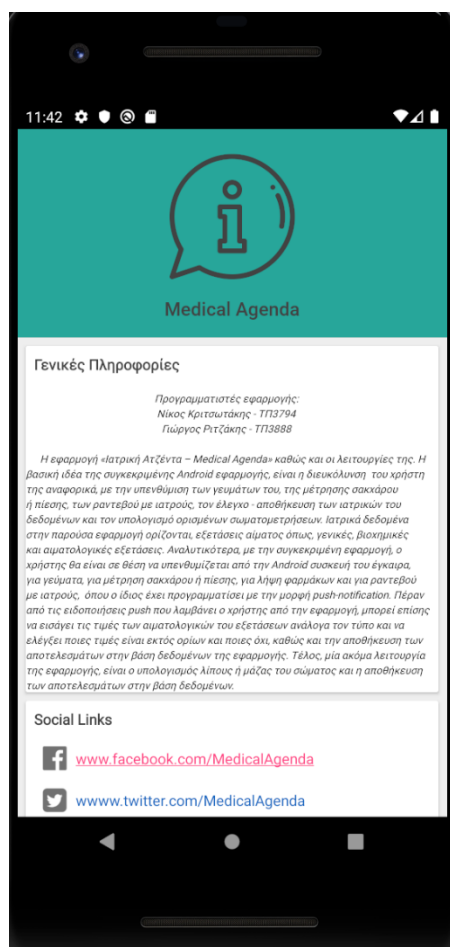 11:42
Medical Agenda
Γενικές Πληροφορίες
Προγραμματιστές εφαρμογής:
Νίκος Κριτσωτάκης - ΤΠ3794
Γιώργος Ριτζάκης - ΤΠ3888
Η εφαρμογή «Ιατρική Ατζέντα – Medical Agenda» καθώς και οι λειτουργίες της. Η
βασική ιδέα της συγκεκριμένης Android εφαρμογής, είναι η διευκόλυνση του χρήστη
της αναφορικά, με την υπενθύμιση των γευμάτων του, της μέτρησης σακχάρου
ή πίεσης, των ραντεβού με ιατρούς, τον έλεγχο - αποθήκευση των ιατρικών του
δεδομένων και τον υπολογισμό ορισμένων σωματομετρήσεων. Ιατρικά δεδομένα
στην παρούσα εφαρμογή ορίζονται, εξετάσεις αίματος όπως, γενικές, βιοχημικές
και αιματολογικές εξετάσεις. Αναλυτικότερα, με την συγκεκριμένη εφαρμογή, ο
χρήστης θα είναι σε θέση να υπενθυμίζεται από την Android συσκευή του έγκαιρα,
για γεύματα, για μέτρηση σακχάρου ή πίεσης, για λήψη φαρμάκων και για ραντεβού
με ιατρούς, όπου ο ίδιος έχει προγραμματίσει με την μορφή push-notification. Πέραν
από τις ειδοποιήσεις push που λαμβάνει ο χρήστης από την εφαρμογή, μπορεί επίσης
να εισάγει τις τιμές των αιματολογικών του εξετάσεων ανάλογα τον τύπο και να
ελέγξει ποιες τιμές είναι εκτός ορίων και ποιες όχι, καθώς και την αποθήκευση των
αποτελεσμάτων στην βάση δεδομένων της εφαρμογής. Τέλος, μία ακόμα λειτουργία
της εφαρμογής, είναι ο υπολογισμός λίπους ή μάζας του σώματος και η αποθήκευση
των αποτελεσμάτων στην βάση δεδομένων.
Social Links
www.facebook.com/MedicalAgenda
wwww.twitter.com/MedicalAgenda